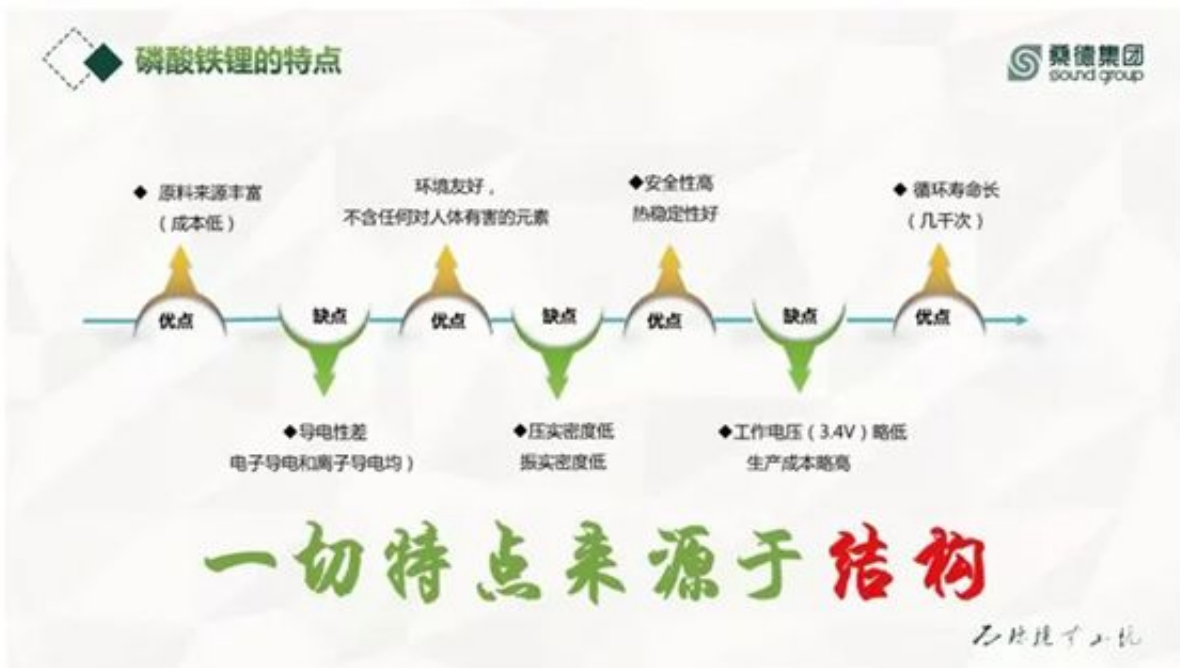 磷酸铁锂的特点
桑德集团
sound group
◆ 原料来源丰富
（成本低）
环境友好，
不含任何对人体有害的元素
◆安全性高
热稳定性好
◆ 循环寿命长
（几千次）
优点
缺点
优点
缺点
优点
缺点
优点
◆导电性差
电子导电和离子导电均）
◆压实密度低
振实密度低
◆工作电压（3.4V）略低
生产成本略高
一切特点来源于结构